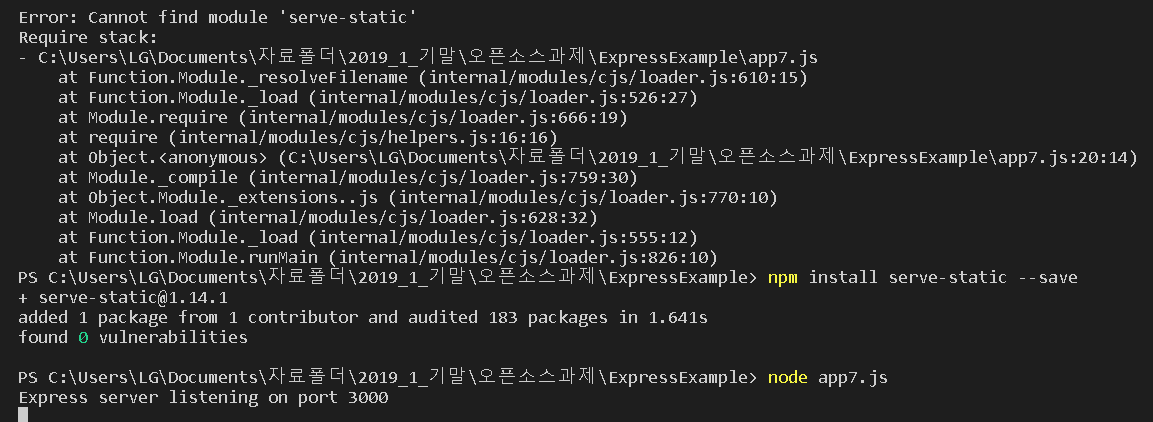 Error: Cannot find module 'serve-static'
Require stack:
- C:\Users\LG\Documents\자료폴더\2019_1_기말\오픈소스과제\ExpressExample\app7.js
    at Function.Module._resolveFilename (internal/modules/cjs/loader.js:610:15)
    at Function.Module._load (internal/modules/cjs/loader.js:526:27)
    at Module.require (internal/modules/cjs/loader.js:666:19)
    at require (internal/modules/cjs/helpers.js:16:16)
    at Object.<anonymous> (C:\Users\LG\Documents\자료폴더\2019_1_기말\오픈소스과제\ExpressExample\app7.js:20:14)
    at Module._compile (internal/modules/cjs/loader.js:759:30)
    at Object.Module._extensions..js (internal/modules/cjs/loader.js:770:10)
    at Module.load (internal/modules/cjs/loader.js:628:32)
    at Function.Module._load (internal/modules/cjs/loader.js:555:12)
    at Function.Module.runMain (internal/modules/cjs/loader.js:826:10)
PS C:\Users\LG\Documents\자료폴더\2019_1_기말\오픈소스과제\ExpressExample> npm install serve-static --save
+ serve-static@1.14.1
added 1 package from 1 contributor and audited 183 packages in 1.641s
found 0 vulnerabilities
PS C:\Users\LG\Documents\자료폴더\2019_1_기말\오픈소스과제\ExpressExample> node app7.js
Express server listening on port 3000